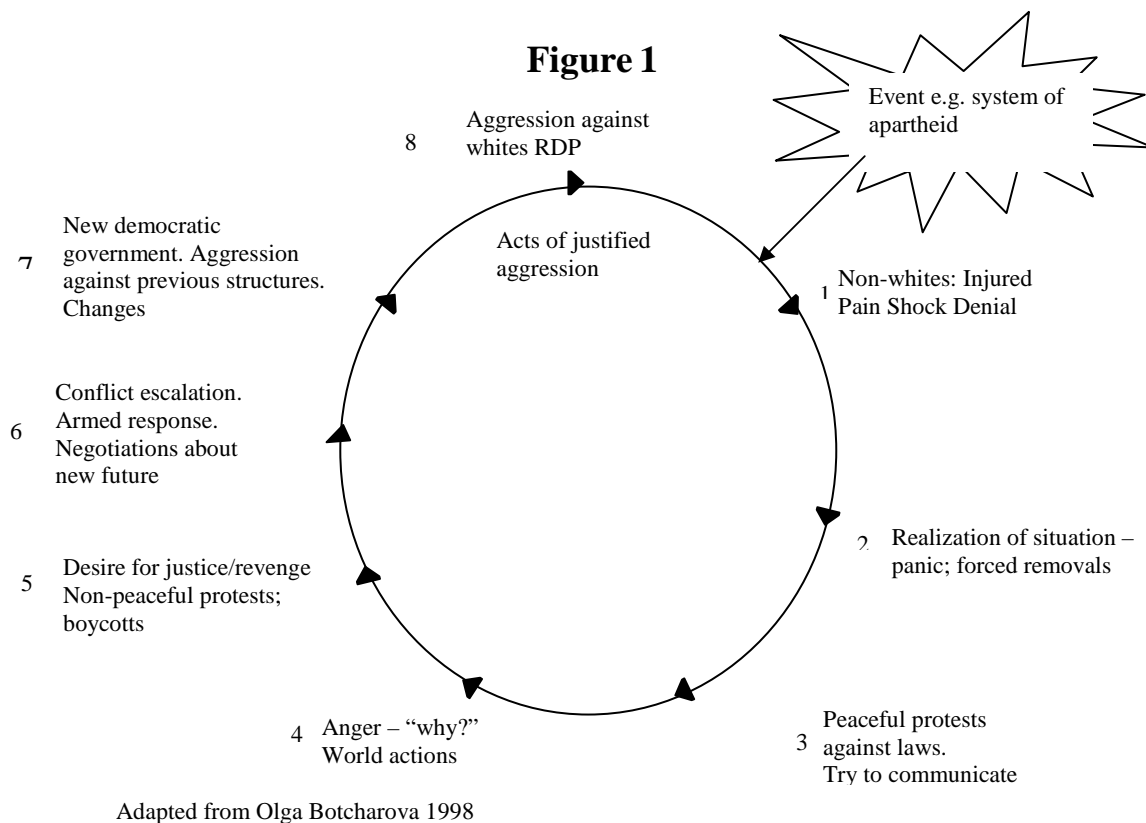 Figure 1
Event e.g. system of
apartheid
8
Aggression against
whites RDP
Acts of justified
aggression
1
Non-whites: Injured
Pain Shock Denial
2
Realization of situation –
panic; forced removals
3
Peaceful protests
against laws.
Try to communicate
4
Anger – “why?”
World actions
5
Desire for justice/revenge
Non-peaceful protests;
boycotts
6
Conflict escalation.
Armed response.
Negotiations about
new future
7
New democratic
government. Aggression
against previous structures.
Changes
Adapted from Olga Botcharova 1998